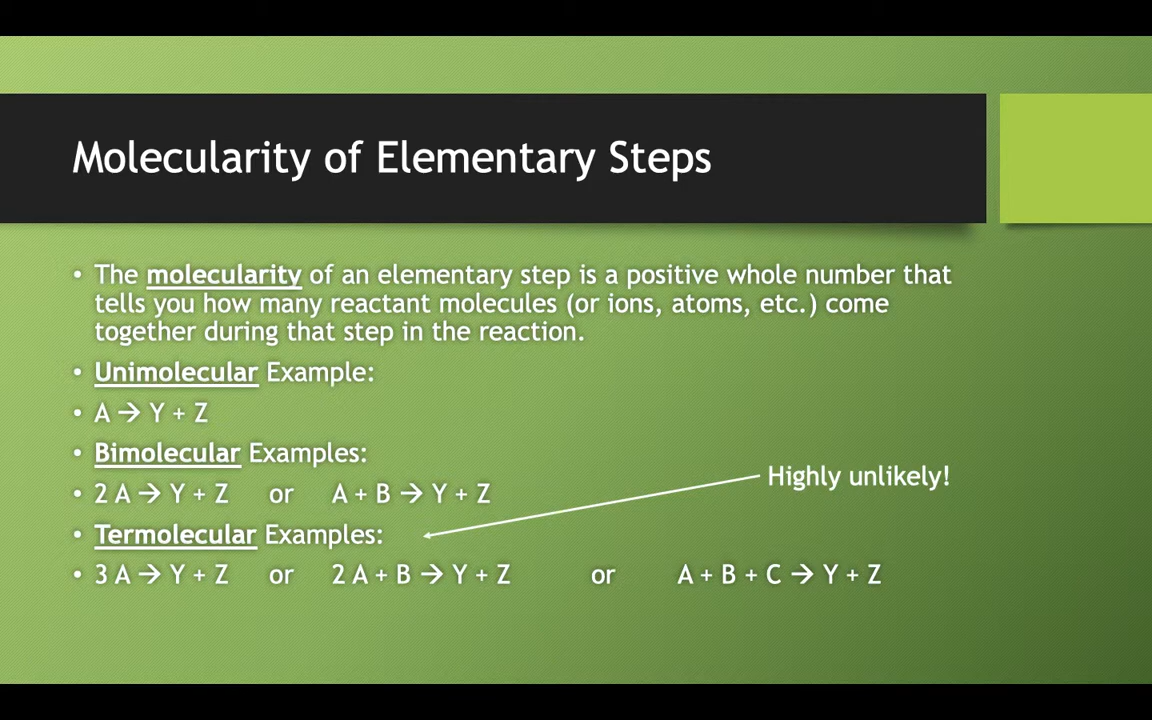 Molecularity of Elementary Steps
• The molecularity of an elementary step is a positive whole number that
tells you how many reactant molecules (or ions, atoms, etc.) come
together during that step in the reaction.
• Unimolecular Example:
• A → Y + Z
• Bimolecular Examples:
Highly unlikely!
• 2 A → Y + Z or A + B → Y + Z
• Termolecular Examples:
• 3 A → Y + Z or 2 A + B → Y + Z or A + B + C → Y + Z